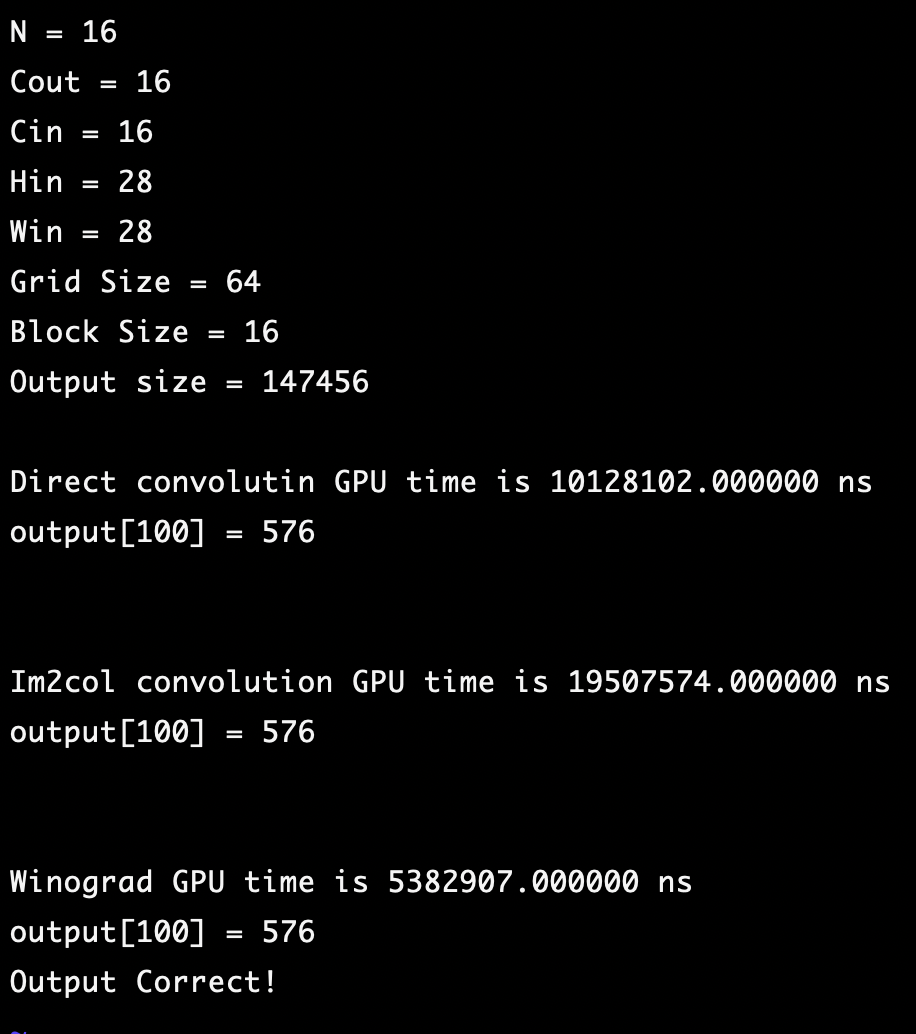 N = 16
Cout = 16
Cin = 16
Hin = 28
Win = 28
Grid Size = 64
Block Size = 16
Output size = 147456
Direct convolutin GPU time is 10128102.000000 ns
output[100] = 576
Im2col convolution GPU time is 19507574.000000 ns
output[100] = 576
Winograd GPU time is 5382907.000000 ns
output[100] = 576
Output Correct!